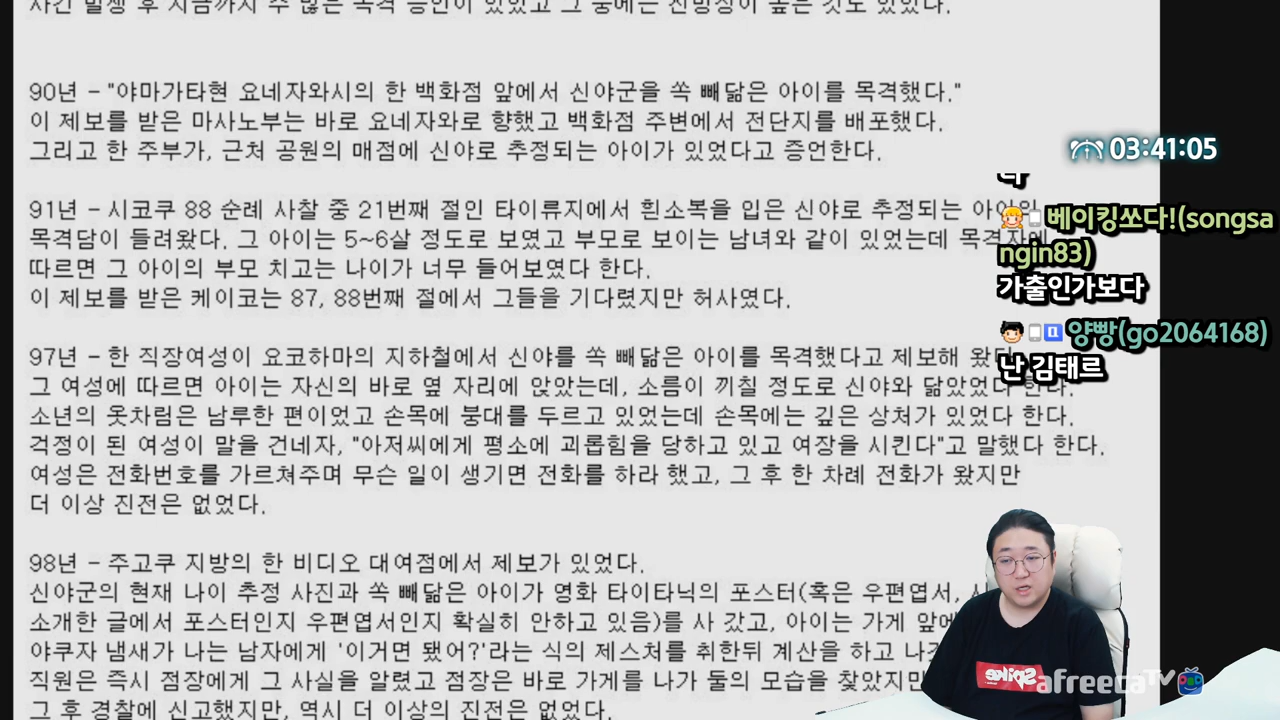 사건 발생 후 지금까지 수 많은 목격 증언이 있었고 그 중에는 신빙성이 높은 것도 있었다.
90년 - "야마가타현 요네자와시의 한 백화점 앞에서 신야군을 쏙 빼닮은 아이를 목격했다."
이 제보를 받은 마사노부는 바로 요네자와로 향했고 백화점 주변에서 전단지를 배포했다.
그리고 한 주부가, 근처 공원의 매점에 신야로 추정되는 아이가 있었다고 증언한다.
91년 - 시코쿠 88 순례 사찰 중 21번째 절인 타이류지에서 흰소복을 입은 신야로 추정되는
목격담이 들려왔다. 그 아이는 5~6살 정도로 보였고 부모로 보이는 남녀와 같이 있었는데
따르면 그 아이의 부모 치고는 나이가 너무 들어보였다 한다.
이 제보를 받은 케이코는 87, 88번째 절에서 그들을 기다렸지만 허사였다.
97년 - 한 직장여성이 요코하마의 지하철에서 신야를 쏙 빼닮은 아이를 목격했다고 제보해
그 여성에 따르면 아이는 자신의 바로 옆 자리에 앉았는데, 소름이 끼칠 정도로 신야와 닮았었다 한다.
소년의 옷차림은 남루한 편이었고 손목에 붕대를 두르고 있었는데 손목에는 깊은 상처가 있었다 한다.
걱정이 된 여성이 말을 건네자, "아저씨에게 평소에 괴롭힘을 당하고 있고 여장을 시킨다"고 말했다 한다.
여성은 전화번호를 가르쳐주며 무슨 일이 생기면 전화를 하라 했고, 그 후 한 차례 전화가 왔지만
더 이상 진전은 없었다.
98년 - 주고쿠 지방의 한 비디오 대여점에서 제보가 있었다.
신야군의 현재 나이 추정 사진과 쏙 빼닮은 아이가 영화 타이타닉의 포스터(혹은 우편엽서,
소개한 글에서 포스터인지 우편엽서인지 확실히 안하고 있음)를 사 갔고, 아이는 가게 앞에
야쿠자 냄새가 나는 남자에게 '이거면 됐어?'라는 식의 제스처를 취한뒤 계산을 하고
직원은 즉시 점장에게 그 사실을 알렸고 점장은 바로 가게를 나가 둘의 모습을 찾았지만
그 후 경찰에 신고했지만, 역시 더 이상의 진전은 없었다.
03:41:05
다
베이킹쏘다!(songsa
ngin83)
가출인가보다
양빵(go2064168)
난 김태르
Spike
afreecaTV